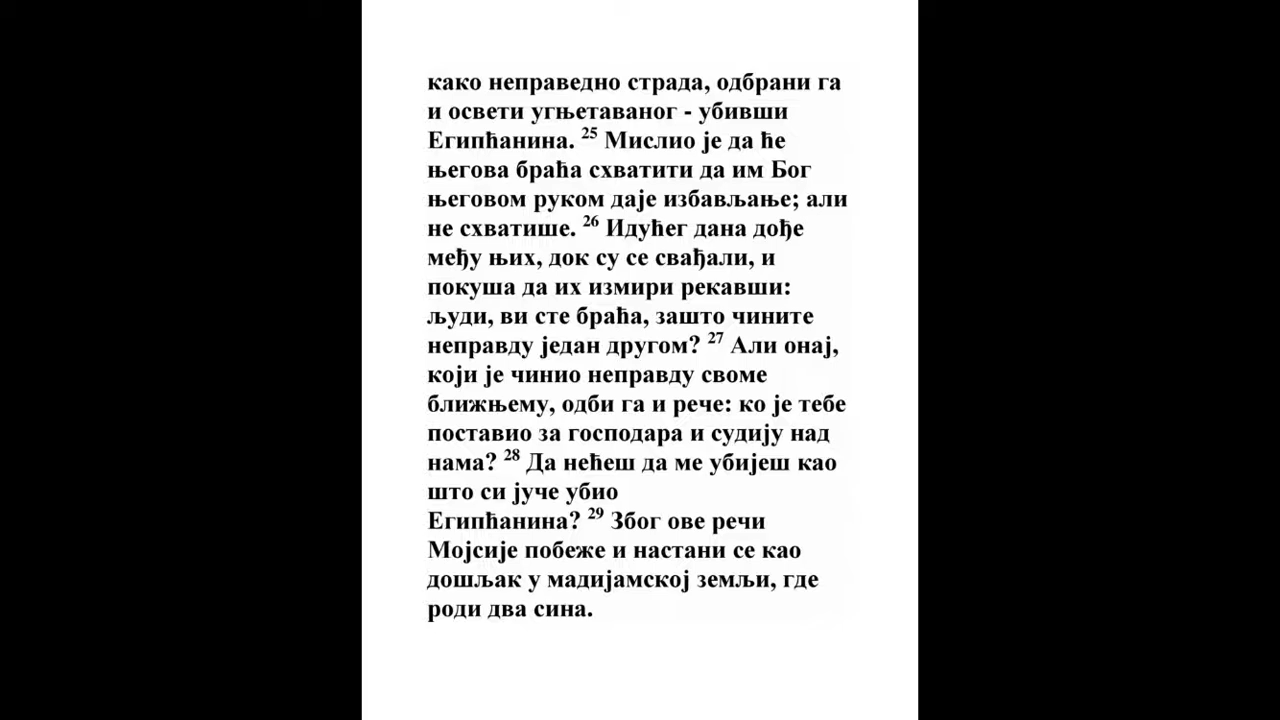 како неправедно страда, одбрани га
и освети угњетаваног - убивши
Египћанина. 25 Мислио је да ће
његова браћа схватити да им Бог
његовом руком даје избављање; али
не схватише. 26 Идућег дана дође
међу њих, док су се свађали, и
покуша да их измири рекавши:
људи, ви сте браћа, зашто чините
неправду један другом? 27 Али онај,
који је чинио неправду своме
ближњему, одби га и рече: ко је тебе
поставио за господара и судију над
нама? 28 Да нећеш да ме убијеш као
што си јуче убио
Египћанина? 29 Због ове речи
Мојсије побеже и настани се као
дошљак у мадијамској земљи, где
роди два сина.